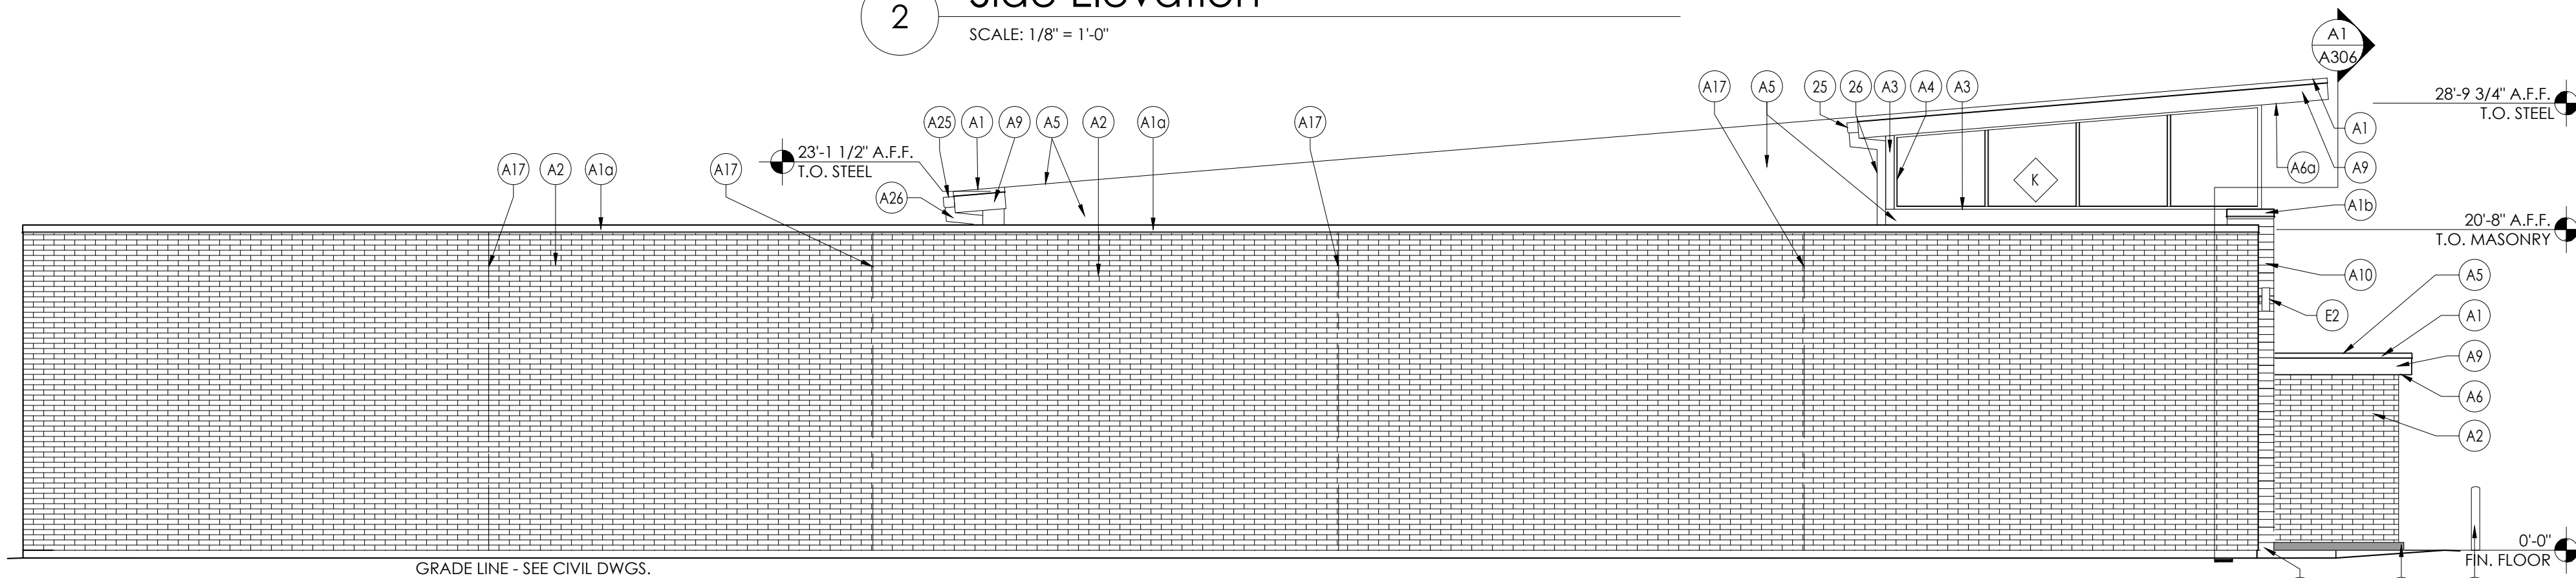 Side Elevation
2
SCALE: 1/8" = 1'-0"
A1
A306
A17
A5
25
26
A3
A4
A3
28'-9 3/4" A.F.F.
T.O. STEEL
A25
A1
A9
A5
A2
A1a
A17
A1
23'-1 1/2" A.F.F.
T.O. STEEL
A17
A2
A1a
A17
A6a
A9
K
A26
A1b
20'-8" A.F.F.
T.O. MASONRY
A10
A5
E2
A1
A9
A6
A2
0'-0"
FIN. FLOOR
GRADE LINE - SEE CIVIL DWGS.